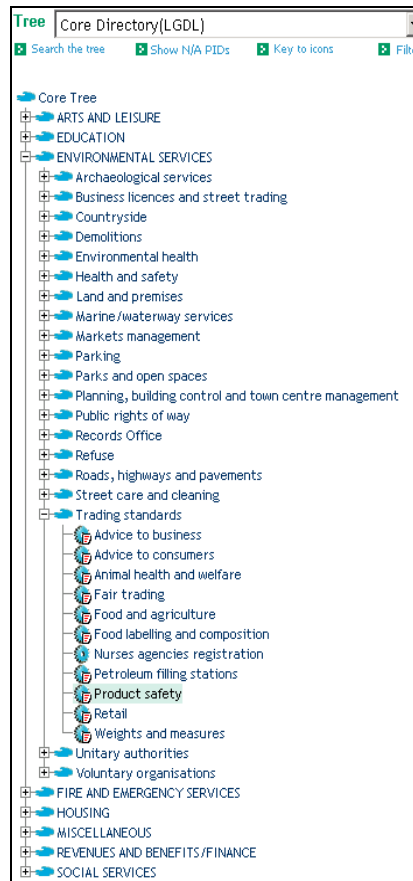 Tree Core Directory(LGDL)
Search the tree Show N/A PIDs Key to icons Filt
Core Tree
ARTS AND LEISURE
EDUCATION
ENVIRONMENTAL SERVICES
Archaeological services
Business licences and street trading
Countryside
Demolitions
Environmental health
Health and safety
Land and premises
Marine/waterway services
Markets management
Parking
Parks and open spaces
Planning, building control and town centre management
Public rights of way
Records Office
Refuse
Roads, highways and pavements
Street care and cleaning
Trading standards
Advice to business
Advice to consumers
Animal health and welfare
Fair trading
Food and agriculture
Food labelling and composition
Nurses agencies registration
Petroleum filling stations
Product safety
Retail
Weights and measures
Unitary authorities
Voluntary organisations
FIRE AND EMERGENCY SERVICES
HOUSING
MISCELLANEOUS
REVENUES AND BENEFITS/FINANCE
SOCIAL SERVICES